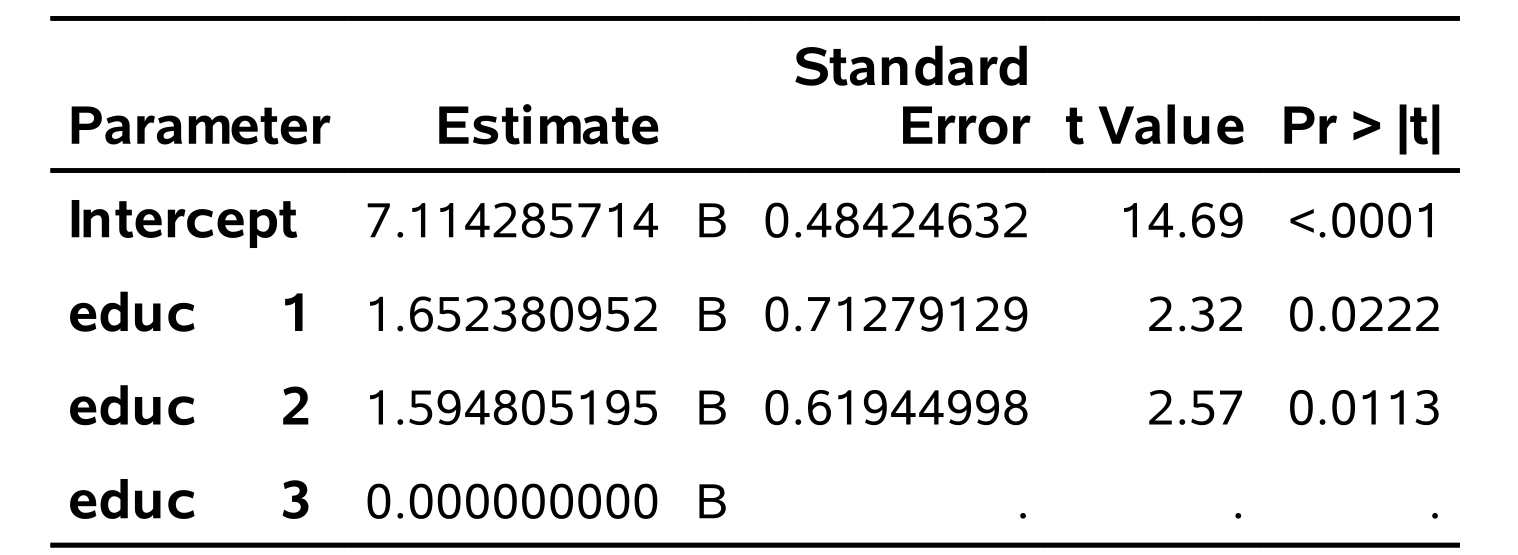 Standard
Parameter Estimate Error t Value Pr > |t|
Intercept 7.114285714 B 0.48424632 14.69 <.0001
educ 1 1.652380952 B 0.71279129 2.32 0.0222
educ 2 1.594805195 B 0.61944998 2.57 0.0113
educ 3 0.000000000 B . . .